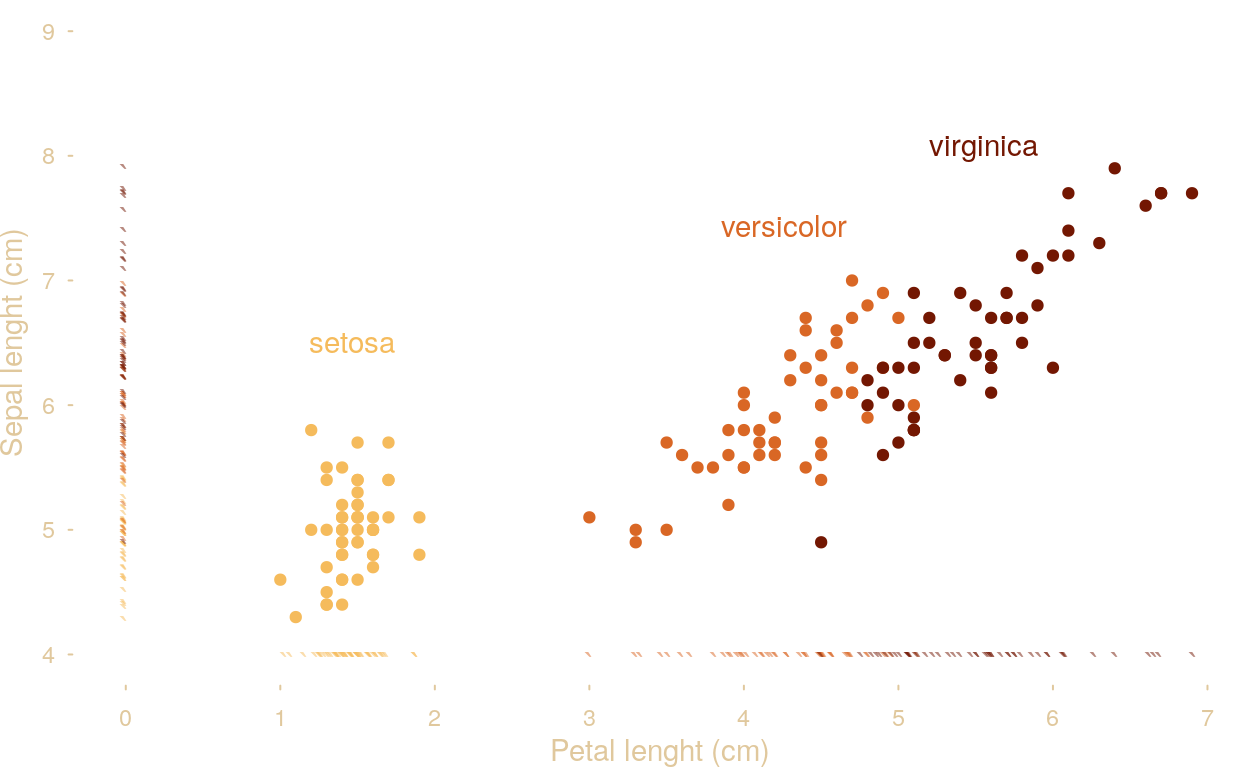 9
8
7
6
5
4
Sepal lenght (cm)
virginica
versicolor
setosa
0 1 2 3 4 5 6 7
Petal lenght (cm)